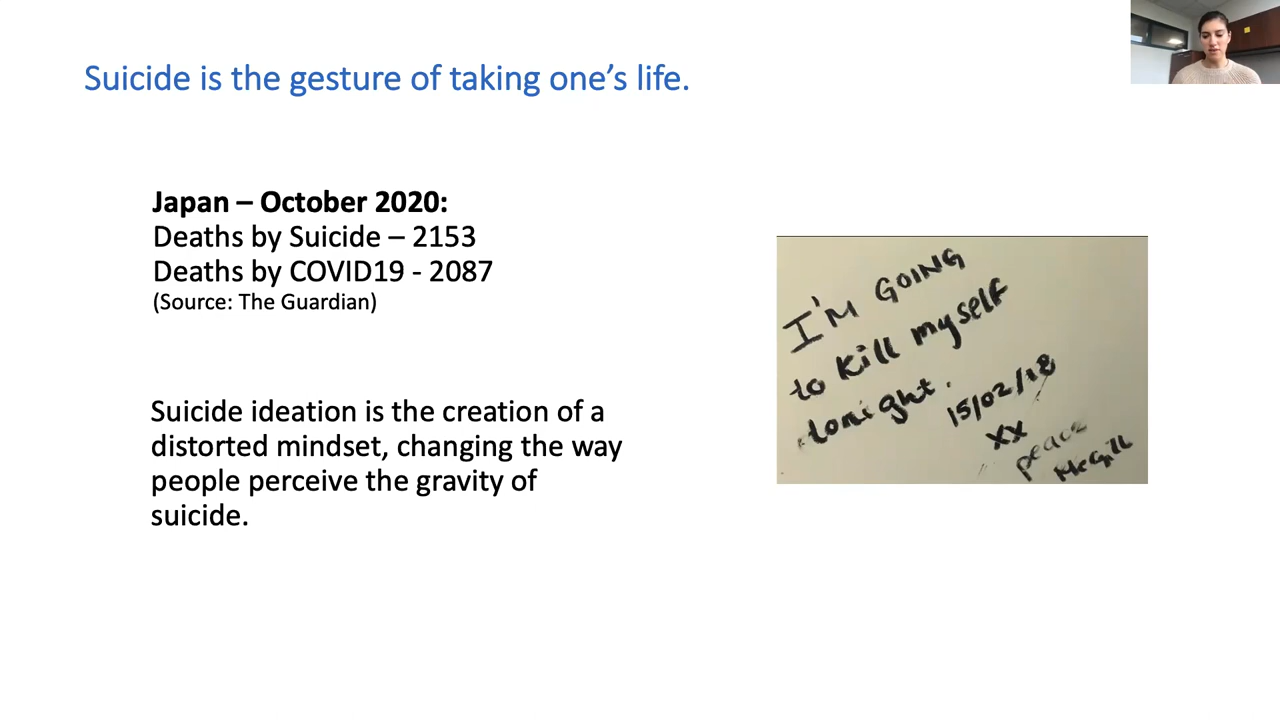 Suicide is the gesture of taking one's life.
Japan – October 2020:
Deaths by Suicide – 2153
Deaths by COVID19 - 2087
(Source: The Guardian)
Suicide ideation is the creation of a
distorted mindset, changing the way
people perceive the gravity of
suicide.
I'M GOING
to kill myself
tonight.
15/02/18
xx
peace
McGill